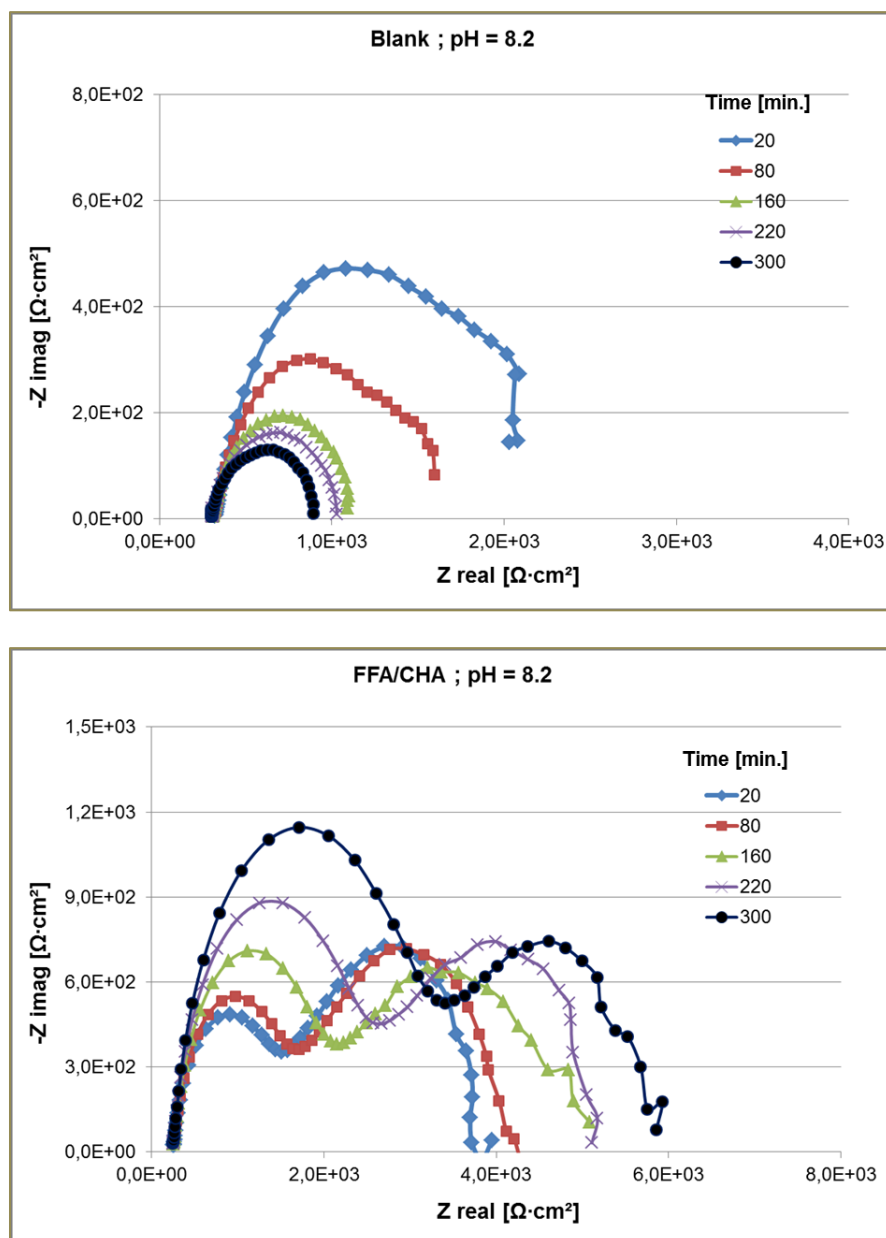 Blank ; pH = 8.2
8,0E+02
6,0E+02
4,0E+02
2,0E+02
0,0E+00
-Z imag [Ω·cm²]
0,0E+00 1,0E+03 2,0E+03 3,0E+03 4,0E+03
Z real [Ω·cm²]
Time [min.]
20
80
160
220
300
FFA/CHA ; pH = 8.2
1,5E+03
1,2E+03
9,0E+02
6,0E+02
3,0E+02
0,0E+00
-Z imag [Ω·cm²]
0,0E+00 2,0E+03 4,0E+03 6,0E+03 8,0E+03
Z real [Ω·cm²]
Time [min.]
20
80
160
220
300